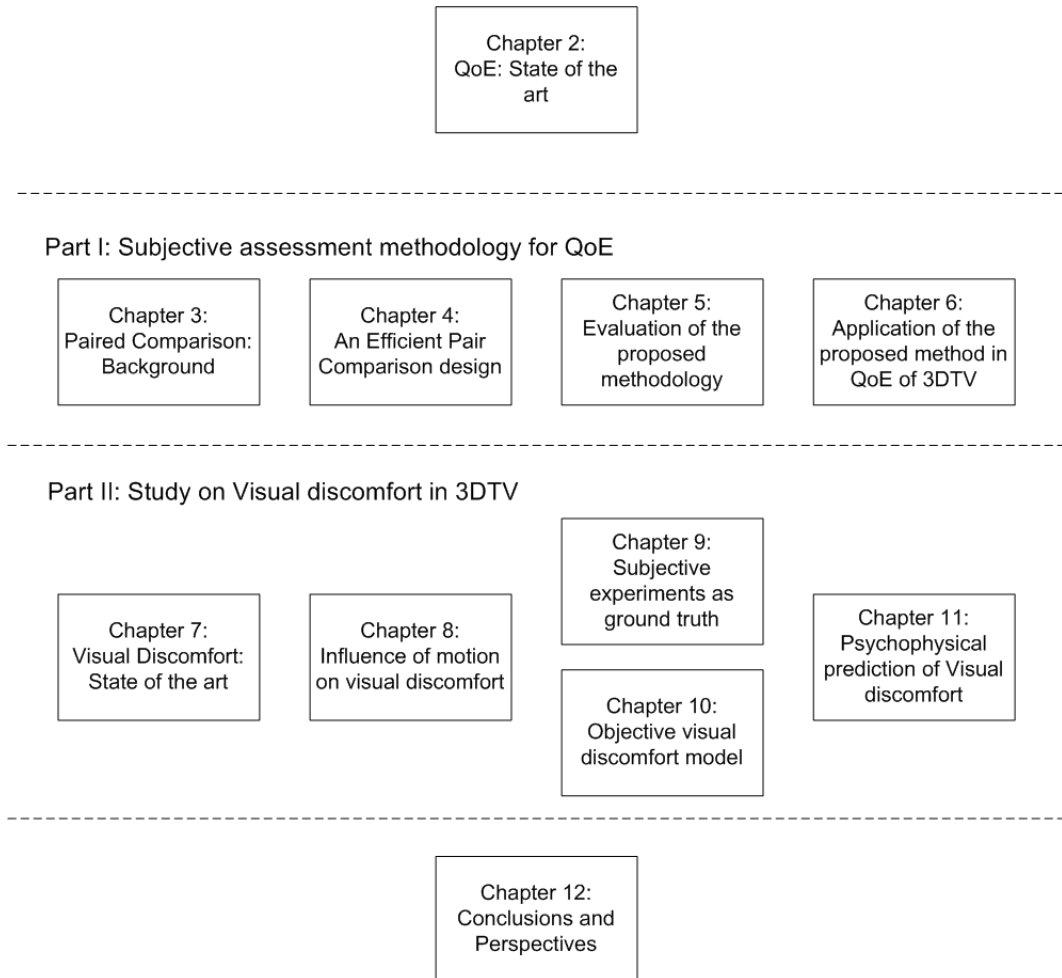 Chapter 2:
QoE: State of the
art
Part I: Subjective assessment methodology for QoE
Chapter 3:
Paired Comparison:
Background
Chapter 4:
An Efficient Pair
Comparison design
Chapter 5:
Evaluation of the
proposed
methodology
Chapter 6:
Application of the
proposed method in
QoE of 3DTV
Part II: Study on Visual discomfort in 3DTV
Chapter 7:
Visual Discomfort:
State of the art
Chapter 8:
Influence of motion
on visual discomfort
Chapter 9:
Subjective
experiments as
ground truth
Chapter 10:
Objective visual
discomfort model
Chapter 11:
Psychophysical
prediction of Visual
discomfort
Chapter 12:
Conclusions and
Perspectives